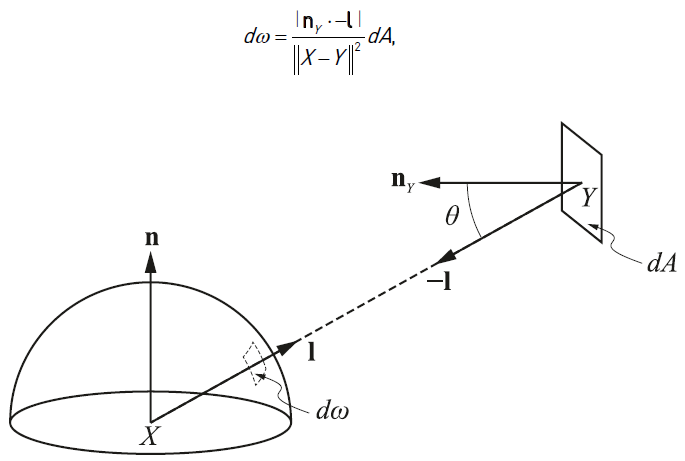 dω = |n_Y · −l| / ‖X − Y‖² dA,
n_Y
Y
θ
dA
−l
n
l
dω
X